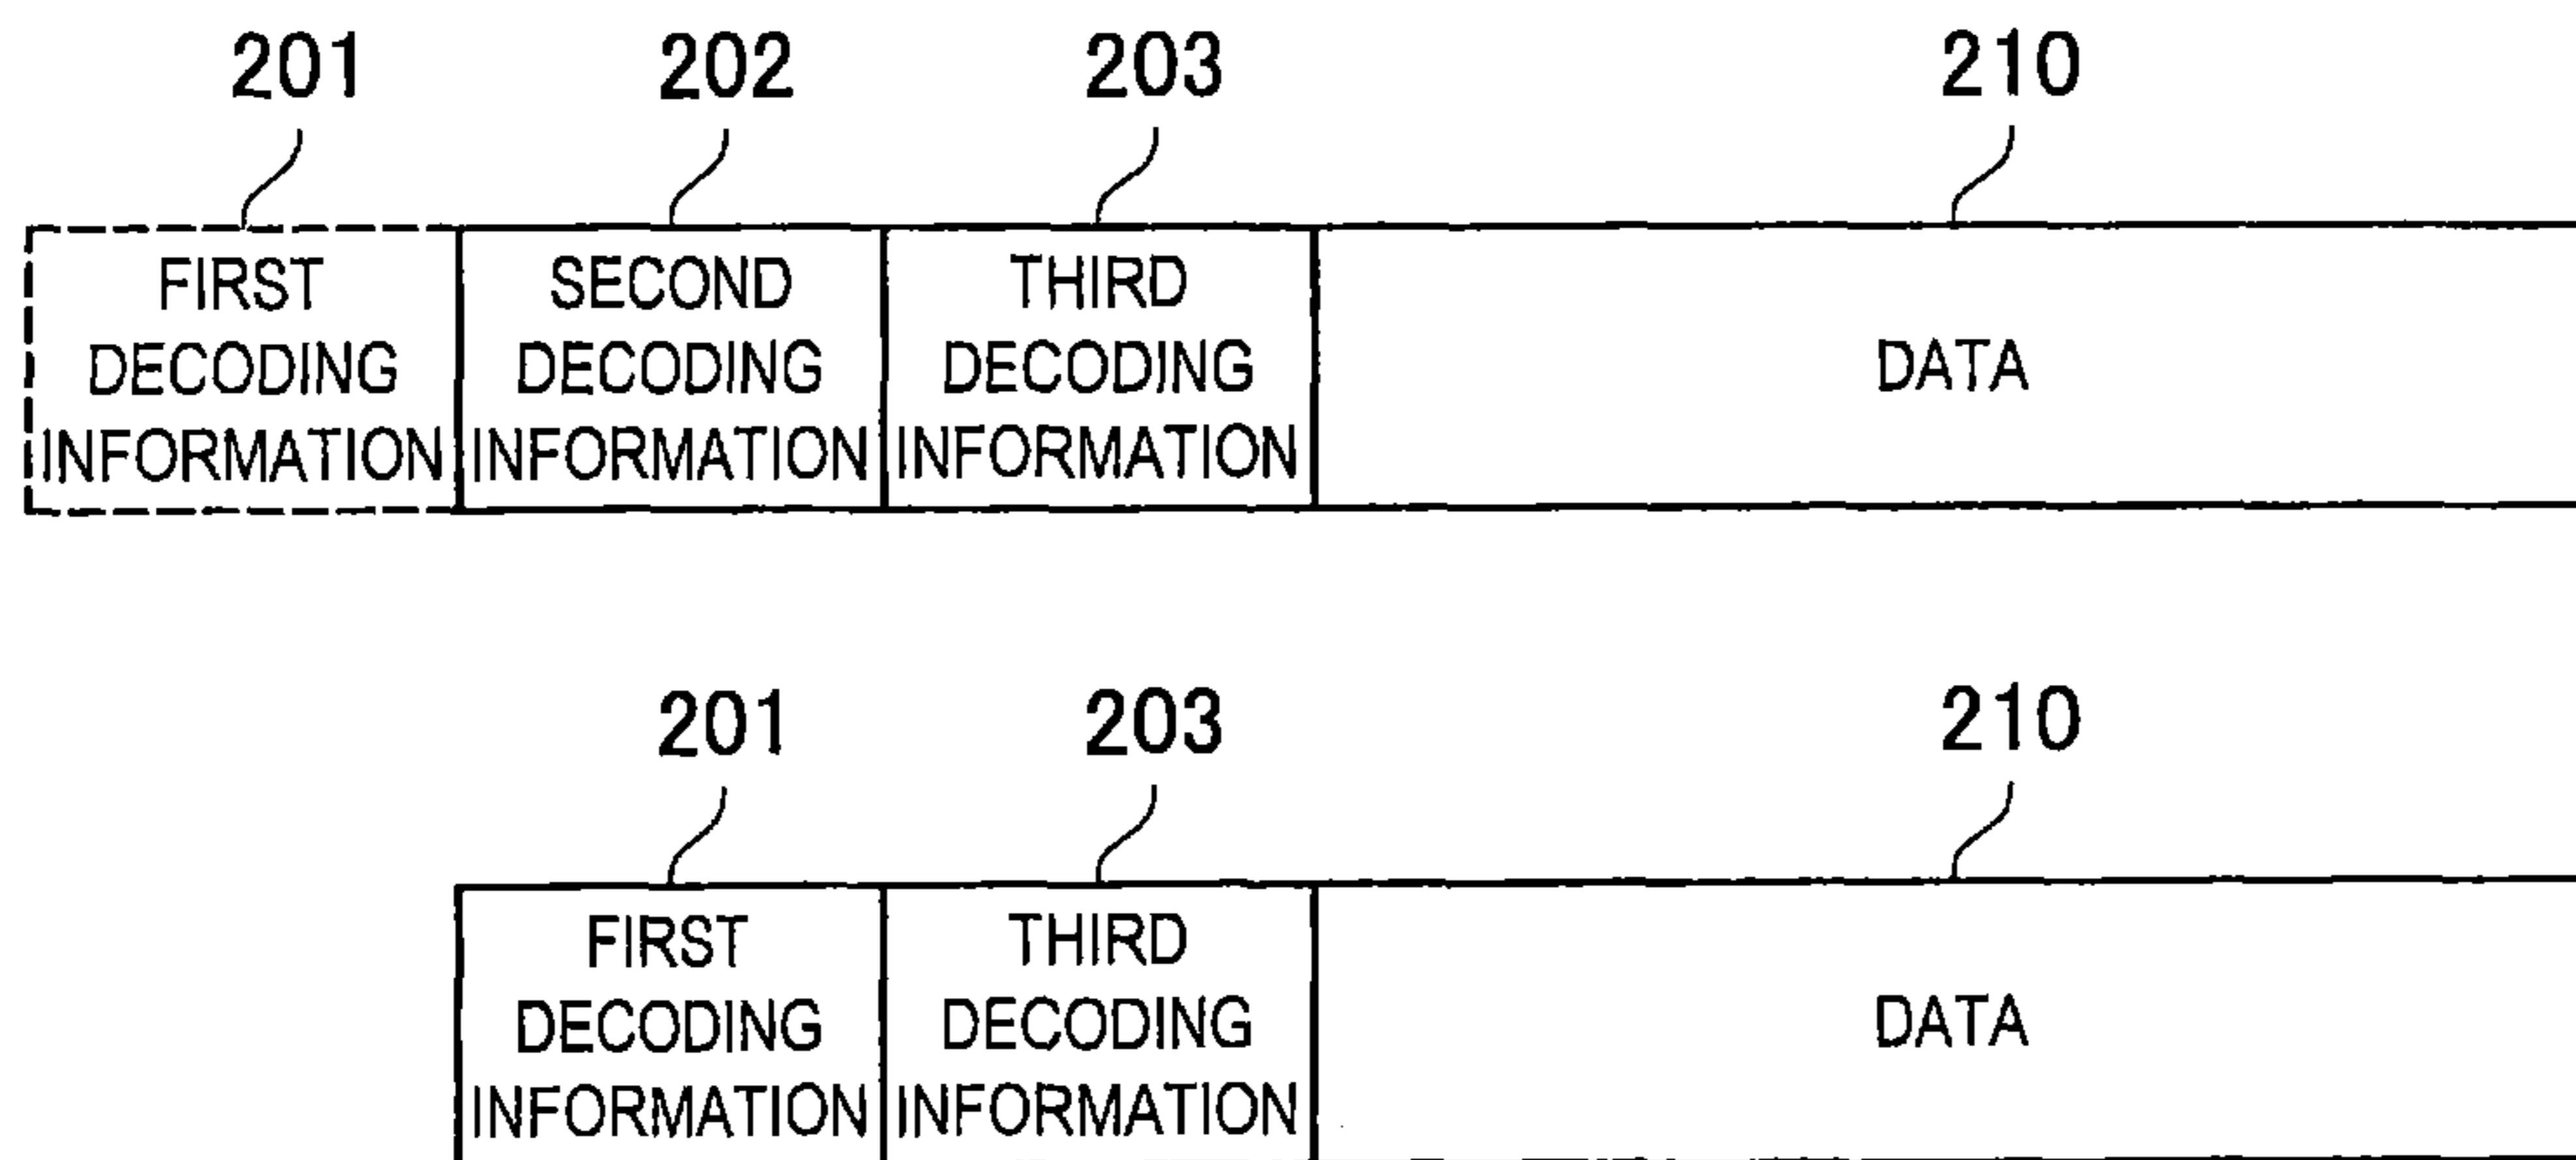 201 202 203 210
FIRST
DECODING
INFORMATION
SECOND
DECODING
INFORMATION
THIRD
DECODING
INFORMATION
DATA
201 203 210
FIRST
DECODING
INFORMATION
THIRD
DECODING
INFORMATION
DATA